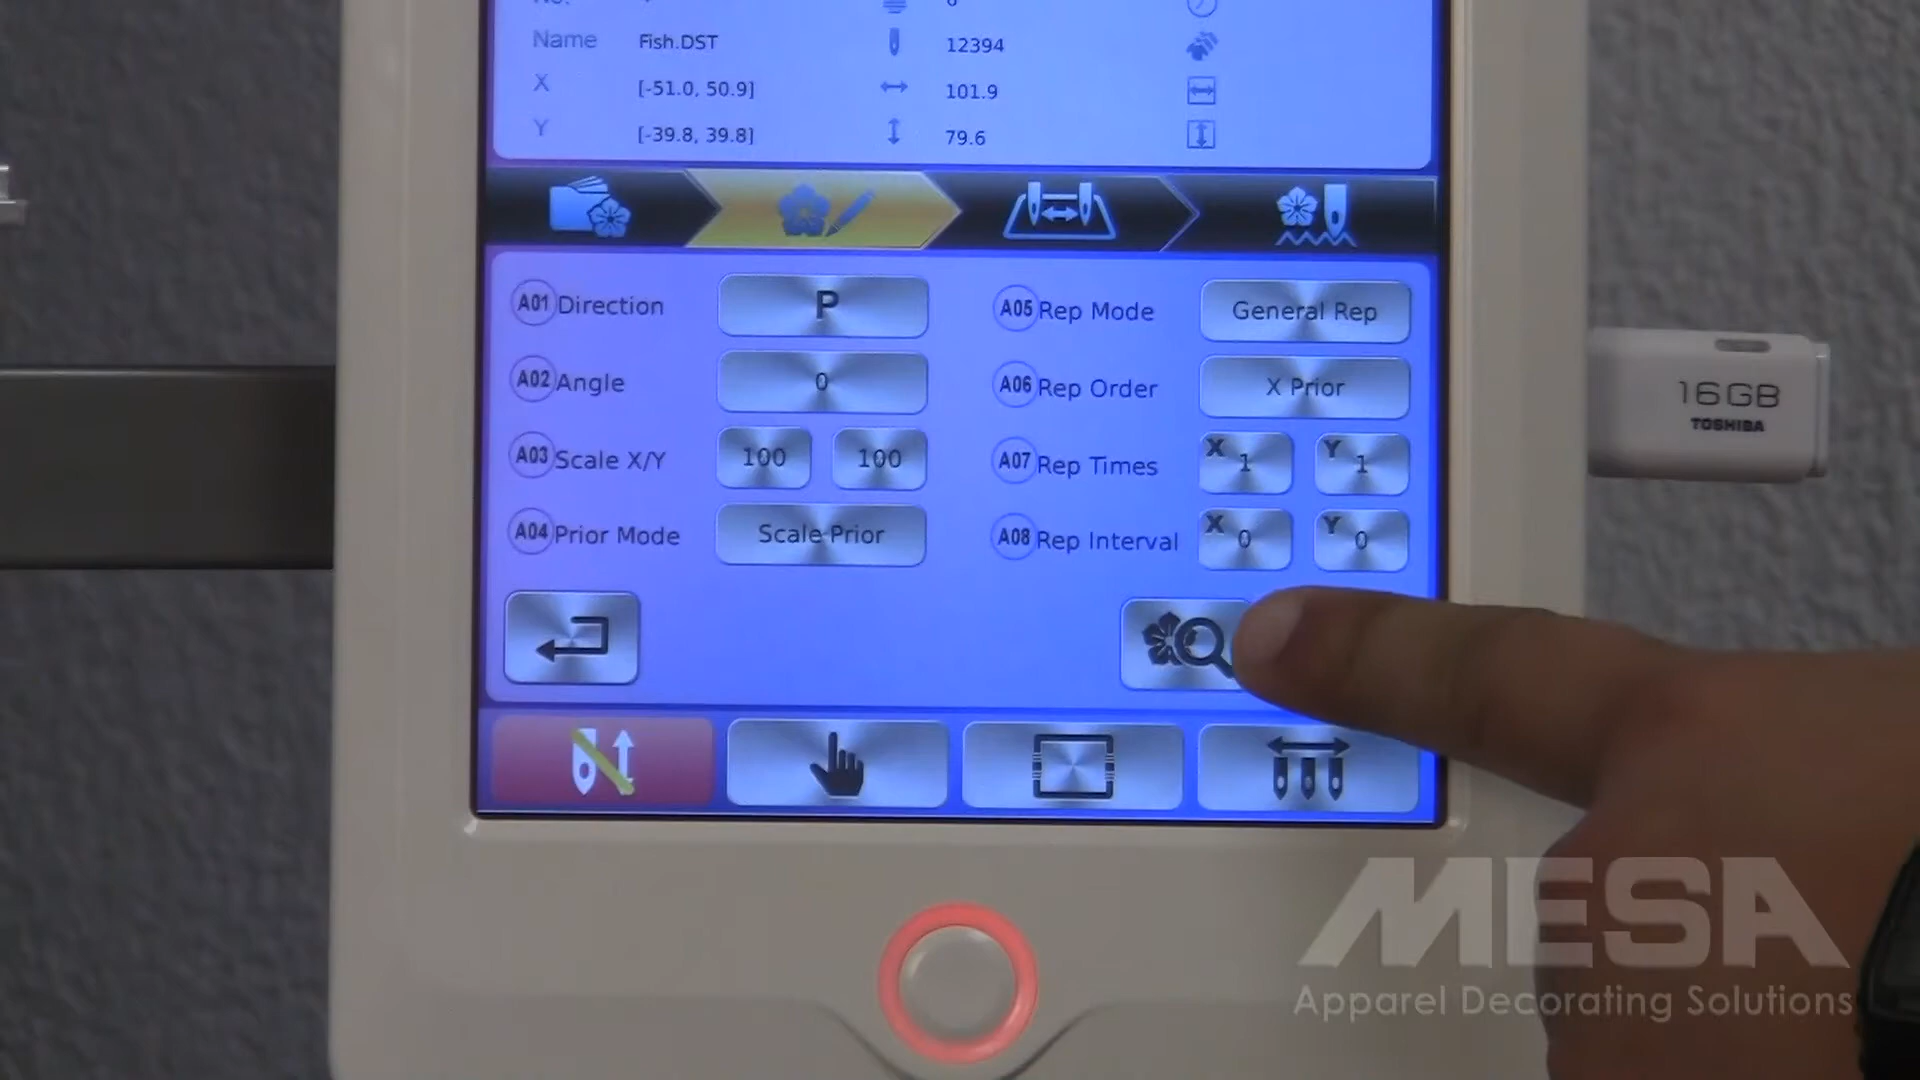 Name Fish.DST 12394
X [-51.0, 50.9] 101.9
Y [-39.8, 39.8] 79.6
A01 Direction P A05 Rep Mode General Rep
A02 Angle 0 A06 Rep Order X Prior
A03 Scale X/Y 100 100 A07 Rep Times X 1 Y 1
A04 Prior Mode Scale Prior A08 Rep Interval X 0 Y 0
16GB
TOSHIBA
MESA
Apparel Decorating Solutions